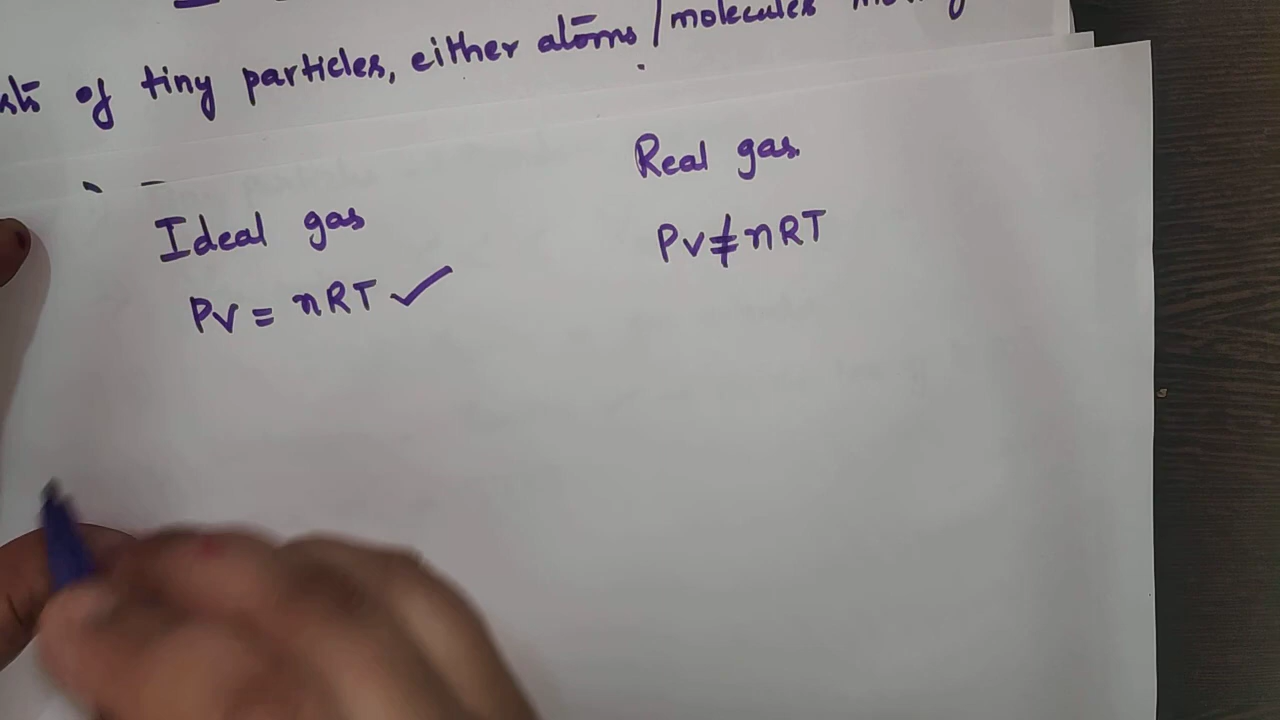 of tiny particles, either atoms/molecules
Ideal gas
PV = nRT ✓
Real gas
PV ≠ nRT